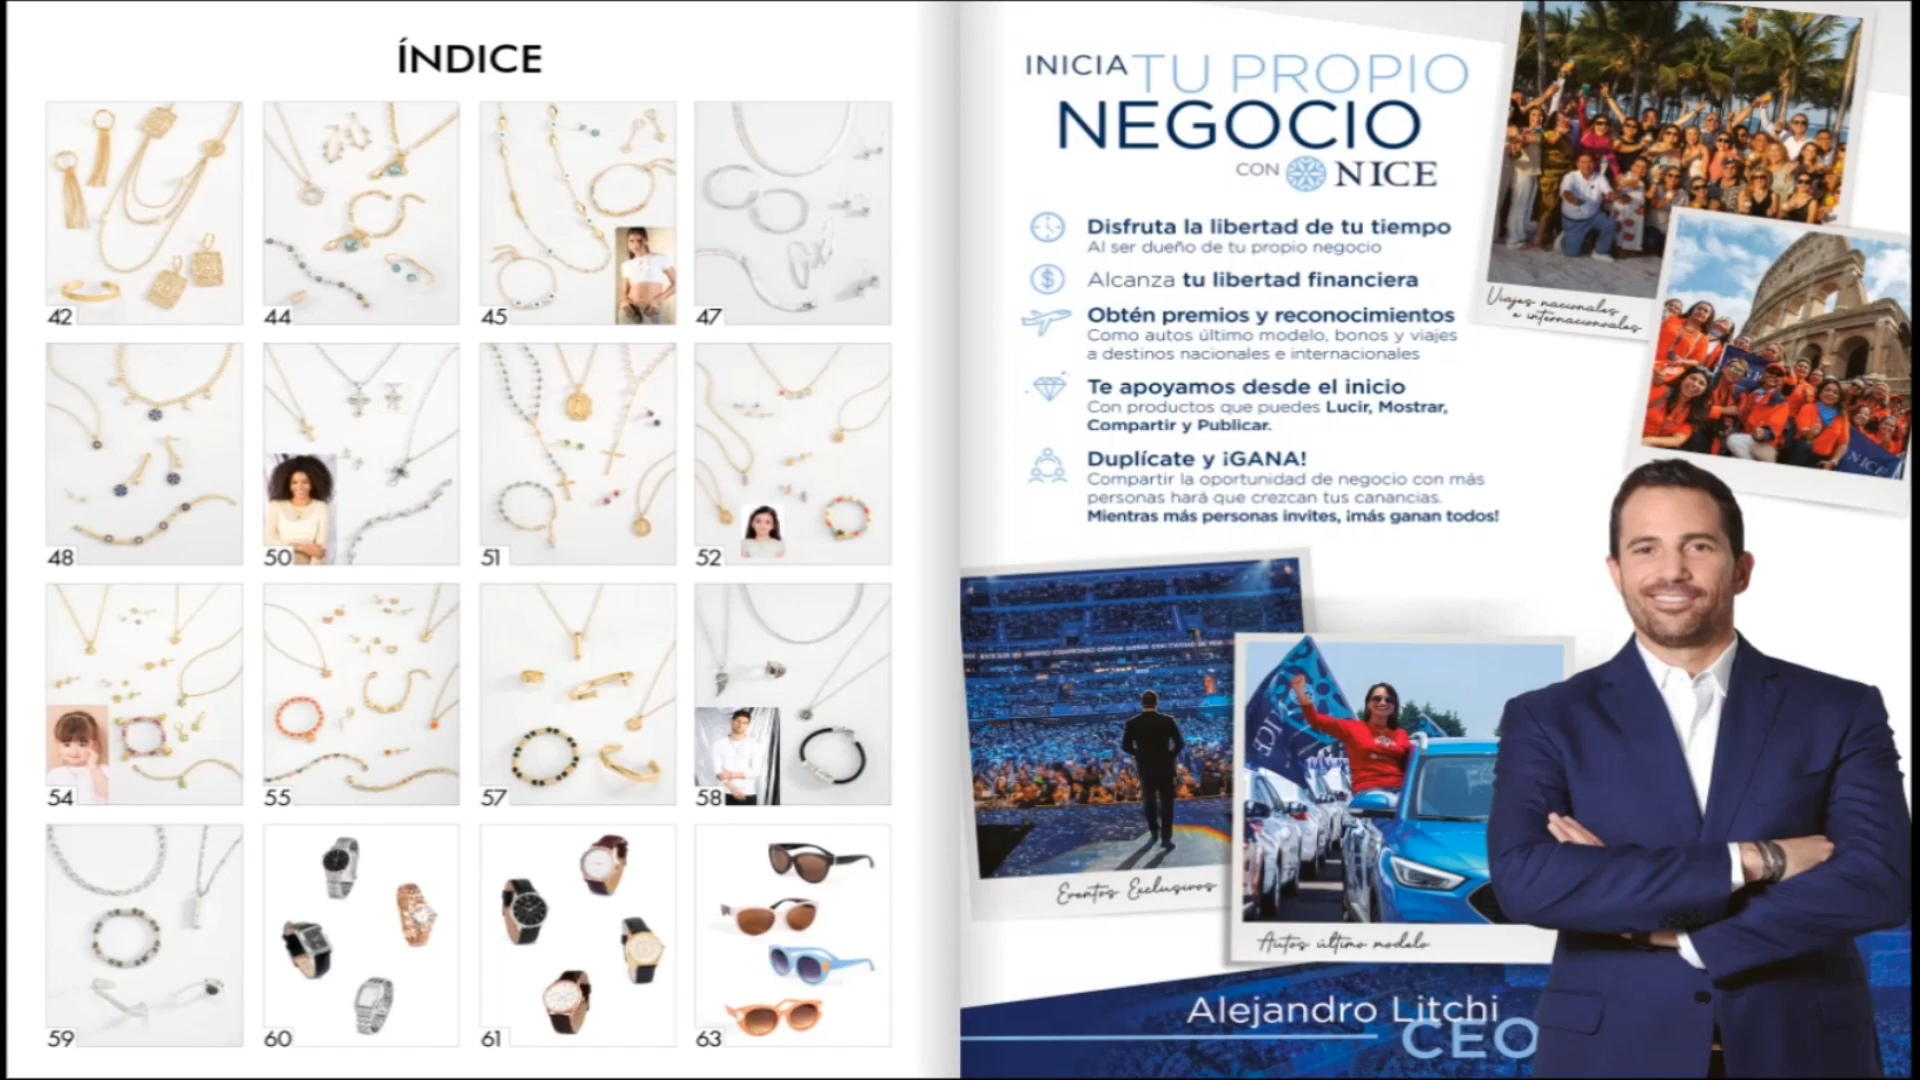 ÍNDICE
42
44
45
47
48
50
51
52
54
55
57
58
59
60
61
63
INICIA TU PROPIO
NEGOCIO
CON NICE
Disfruta la libertad de tu tiempo
Al ser dueño de tu propio negocio
Alcanza tu libertad financiera
Obtén premios y reconocimientos
Como autos último modelo, bonos y viajes
a destinos nacionales e internacionales
Te apoyamos desde el inicio
Con productos que puedes Lucir, Mostrar,
Compartir y Publicar.
Duplícate y ¡GANA!
Compartir la oportunidad de negocio con más
personas hará que crezcan tus canancias.
Mientras más personas invites, ¡más ganan todos!
Viajes nacionales
e internacionales
NICE
Eventos Exclusivos
NICE
Autos último modelo
Alejandro Litchi
CEO